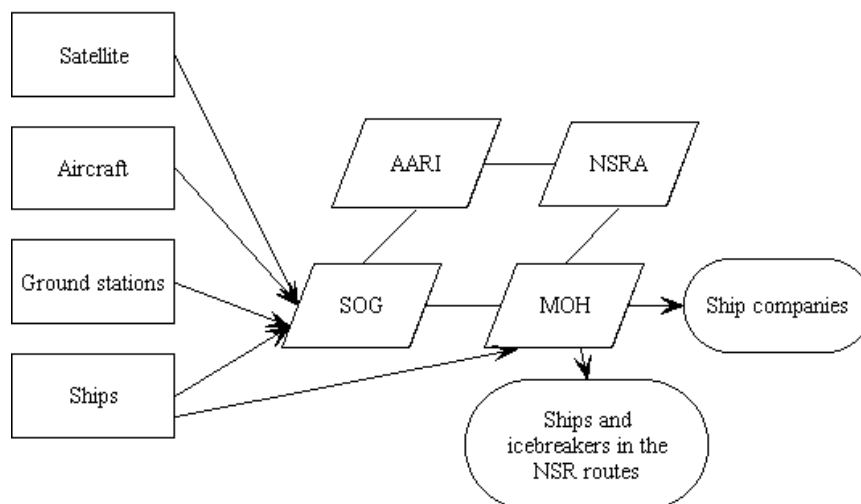 Satellite
Aircraft
AARI
NSRA
Ground stations
SOG
MOH
Ship companies
Ships
Ships and
icebreakers in the
NSR routes